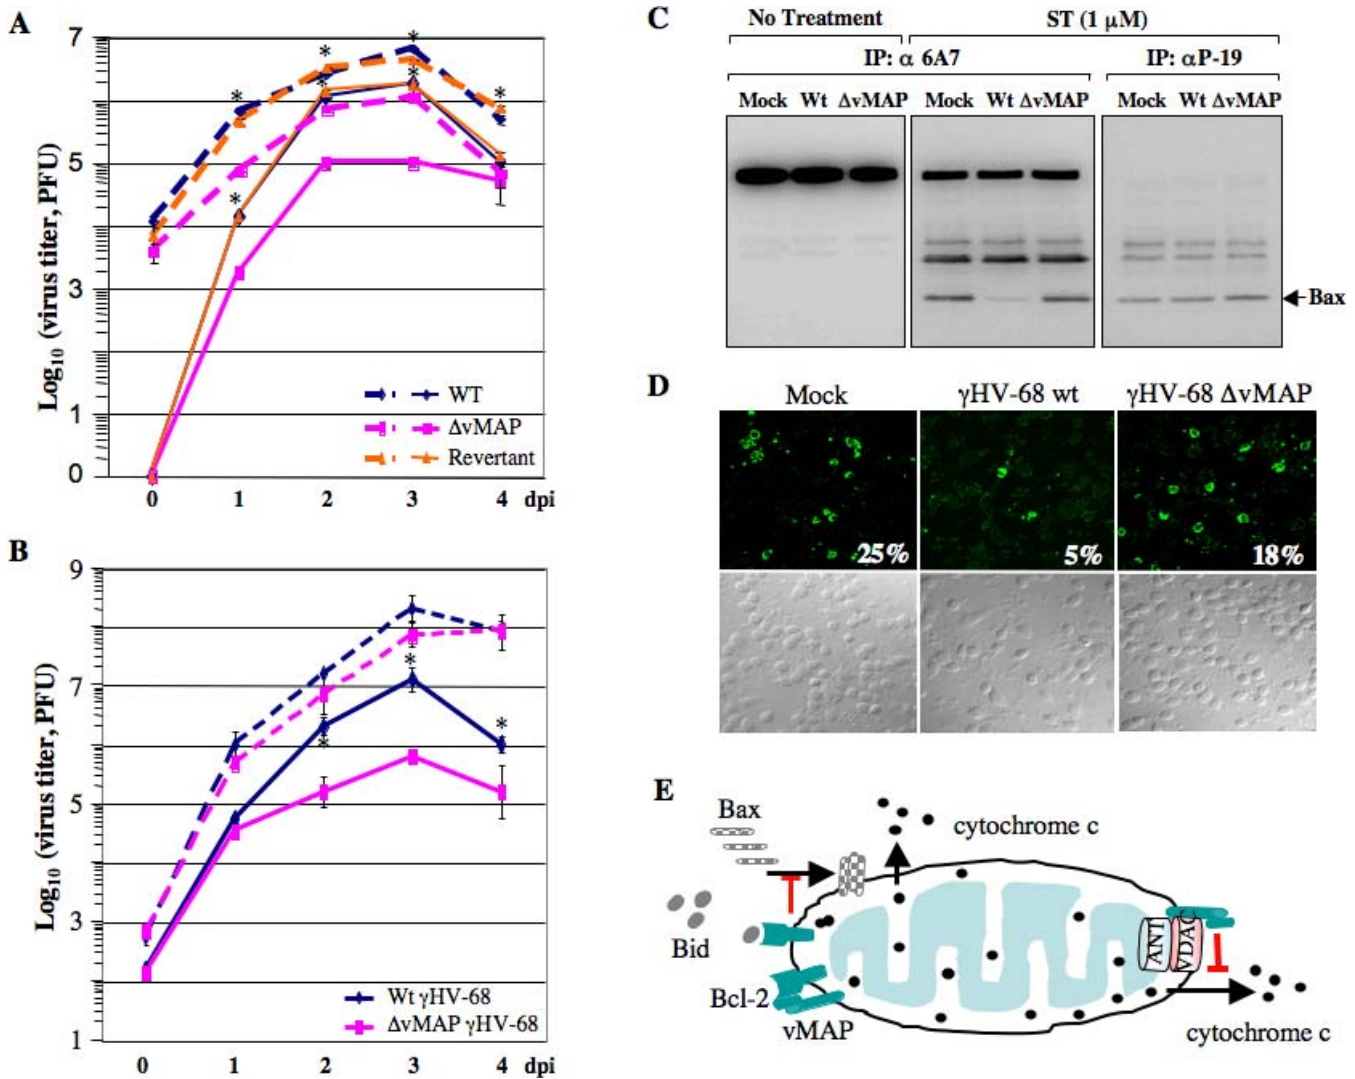 A
7
5
3
1
0
Log10 (virus titer, PFU)
*
*
*
*
*
*
*
WT
ΔvMAP
Revertant
0 1 2 3 4 dpi
B
9
7
5
3
1
Log10 (virus titer, PFU)
*
*
*
Wt γHV-68
ΔvMAP γHV-68
0 1 2 3 4 dpi
C
No Treatment ST (1 μM)
IP: α 6A7 IP: αP-19
Mock Wt ΔvMAP Mock Wt ΔvMAP Mock Wt ΔvMAP
Bax
D
Mock γHV-68 wt γHV-68 ΔvMAP
25% 5% 18%
E
Bax
cytochrome c
Bid
ANT
VDAC
Bcl-2
vMAP
cytochrome c